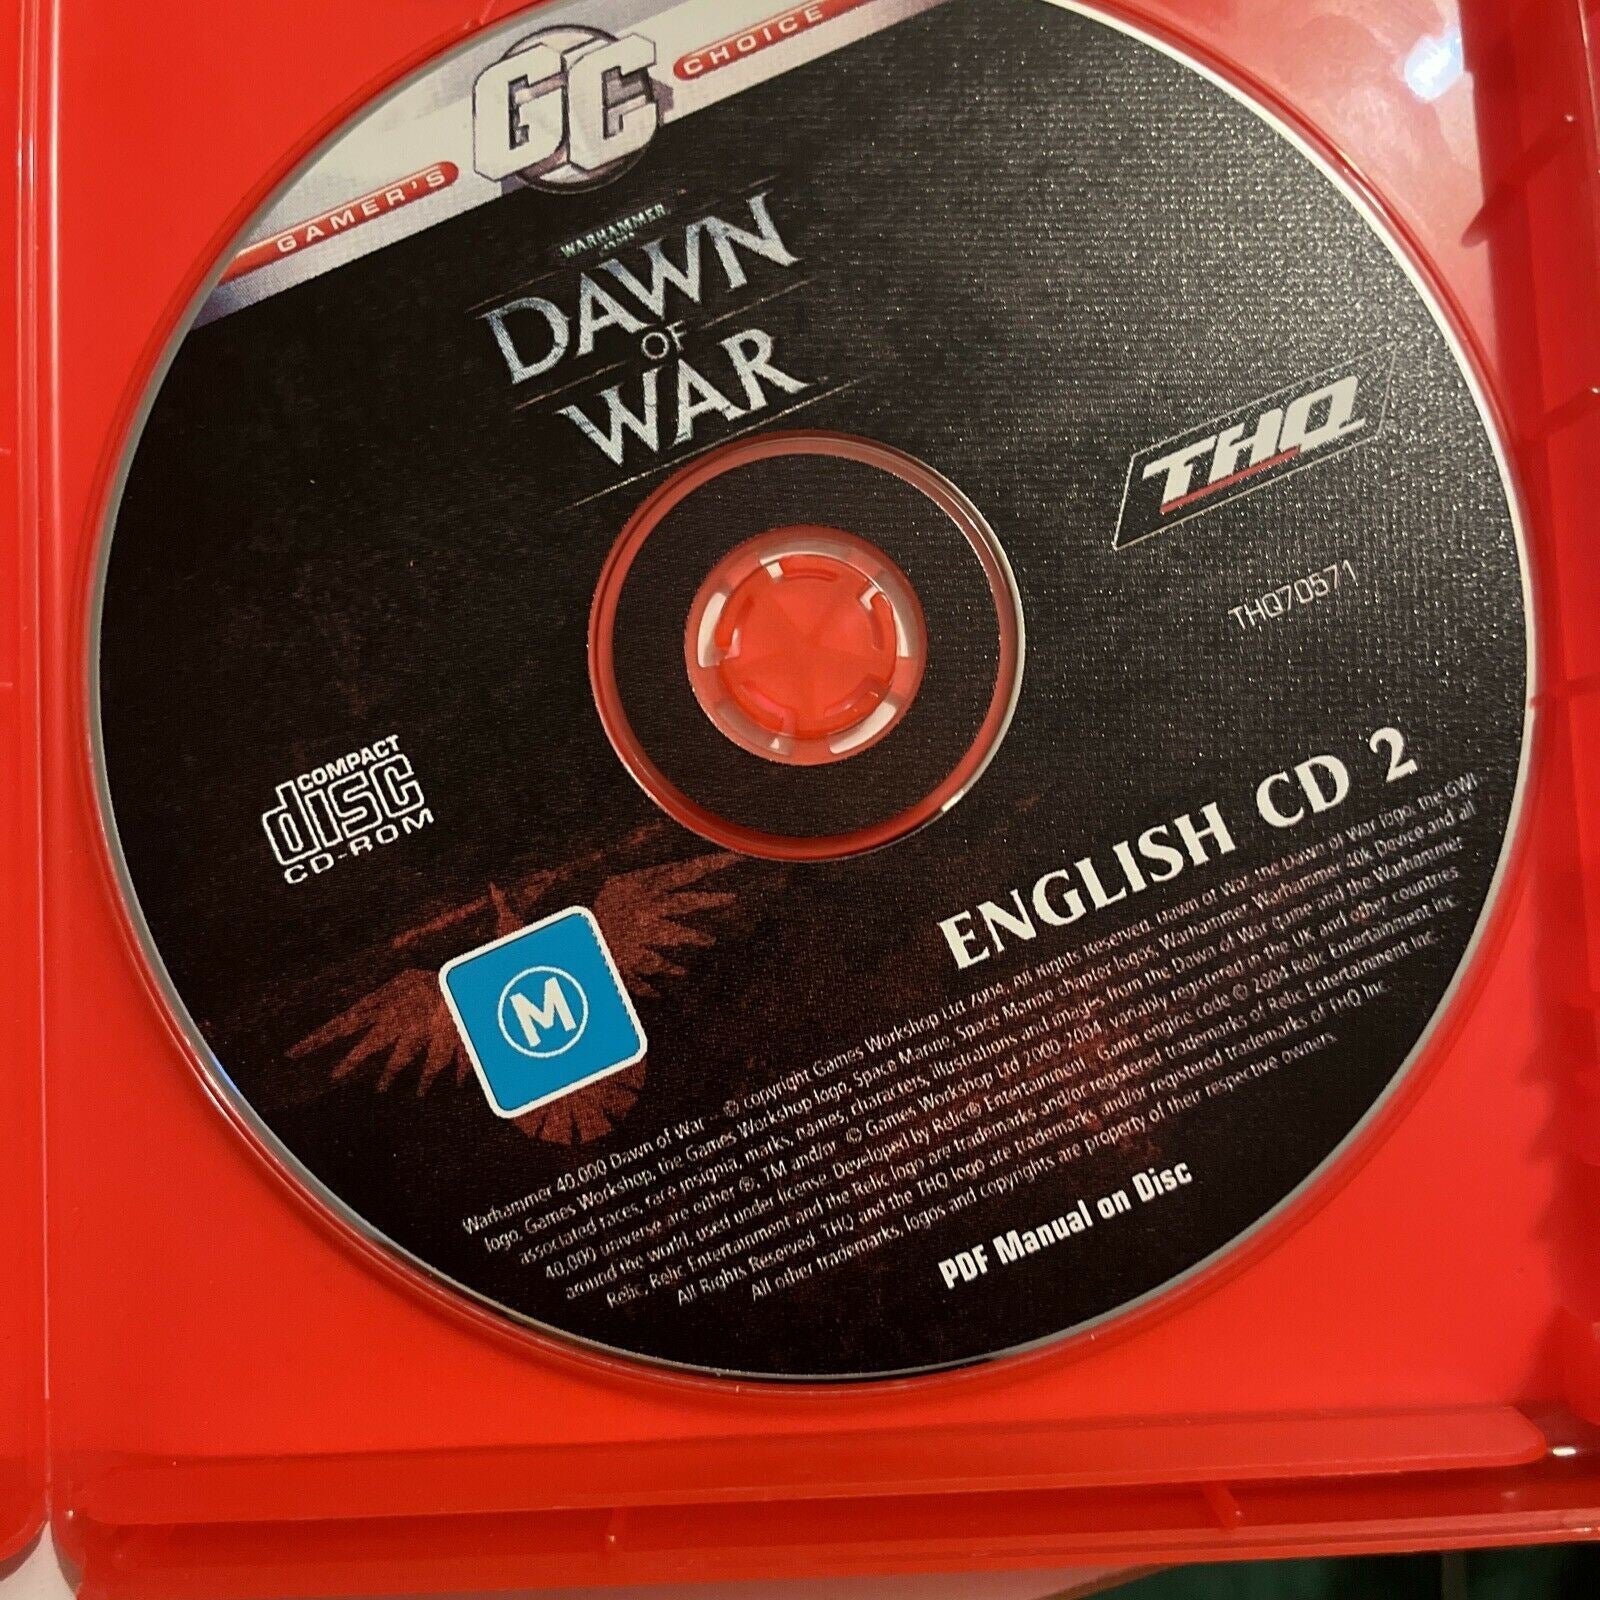 GAMER'S GC CHOICE
WARHAMMER
DAWN
OF
WAR
THQ
THQ70571
COMPACT
disc
CD-ROM
ENGLISH CD 2
M
Warhammer 40,000 Dawn of War - © copyright Games Workshop Ltd 2004. All Rights Reserved. Dawn of War, the Dawn of War logo, the GW
logo, Games Workshop, the Games Workshop logo, Space Marine, Space Marine chapter logos, Warhammer, Warhammer 40k Device and all
associated races, race insignia, marks, names, characters, illustrations and images from the Dawn of War Game and the Warhammer
40,000 universe are either ®, TM and/or © Games Workshop Ltd 2000-2004, variably registered in the UK and other countries
around the world, used under license. Developed by Relic® Entertainment. Game engine code © 2004 Relic Entertainment Inc.
Relic, Relic Entertainment and the Relic logo are trademarks and/or registered trademarks of Relic Entertainment Inc.
All Rights Reserved. THQ and the THQ logo are trademarks and/or registered trademarks of THQ Inc.
All other trademarks, logos and copyrights are property of their respective owners.
PDF Manual on Disc